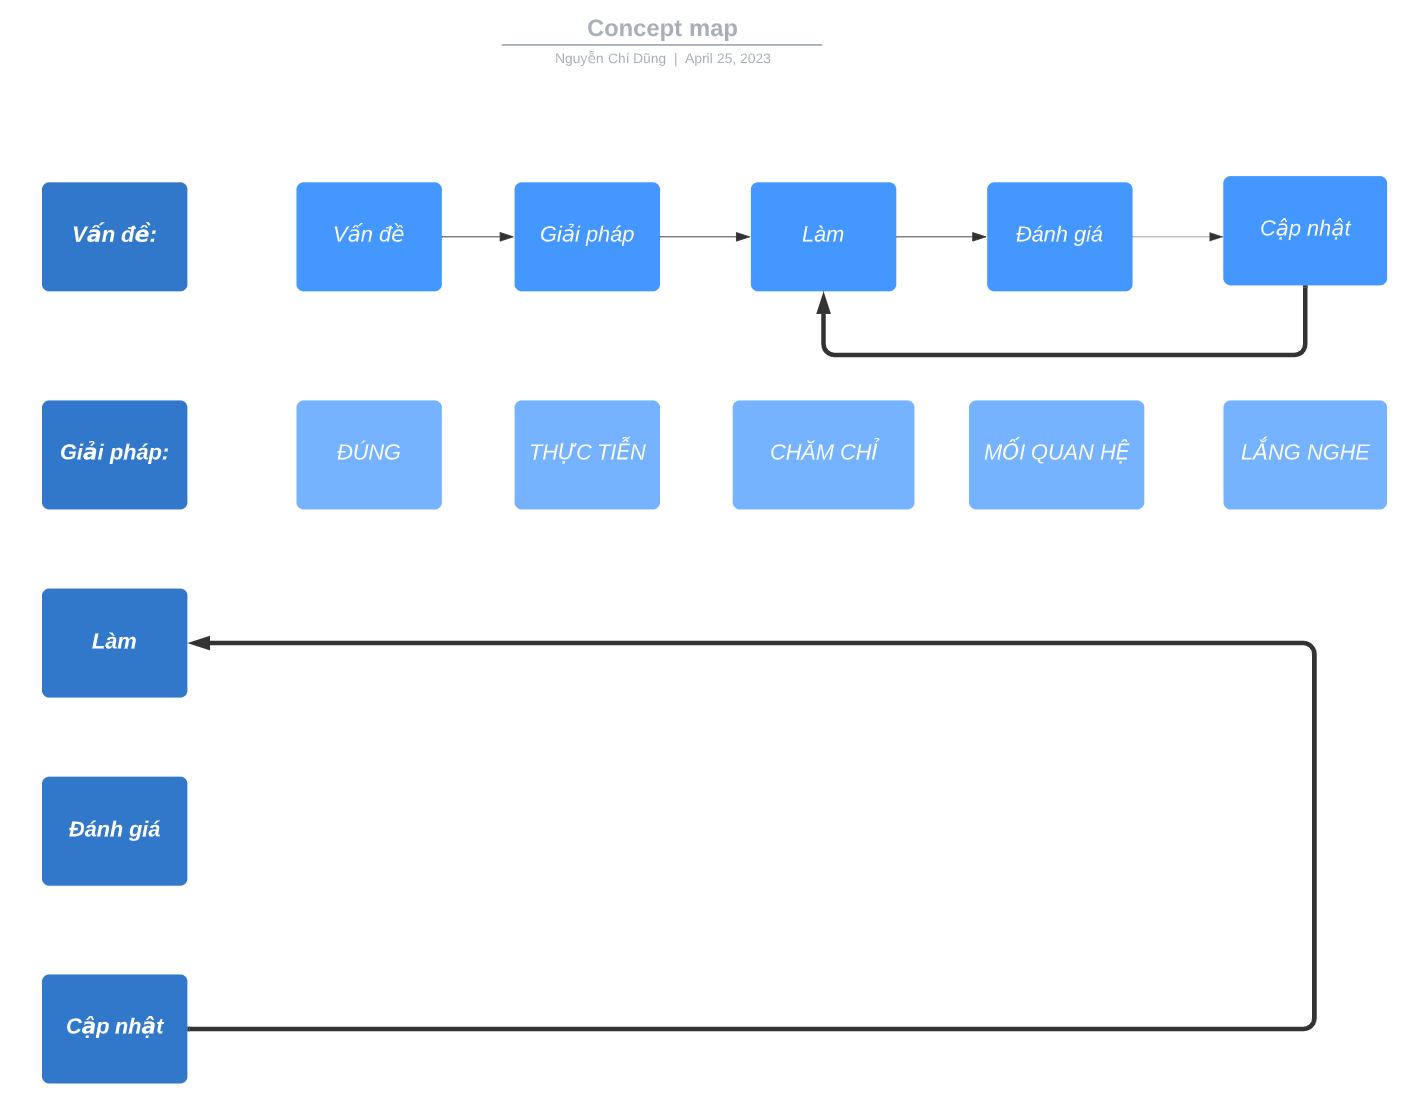 Concept map
Nguyễn Chí Dũng | April 25, 2023
Vấn đề:
Vấn đề
Giải pháp
Làm
Đánh giá
Cập nhật
Giải pháp:
ĐÚNG
THỰC TIỄN
CHĂM CHỈ
MỐI QUAN HỆ
LẮNG NGHE
Làm
Đánh giá
Cập nhật